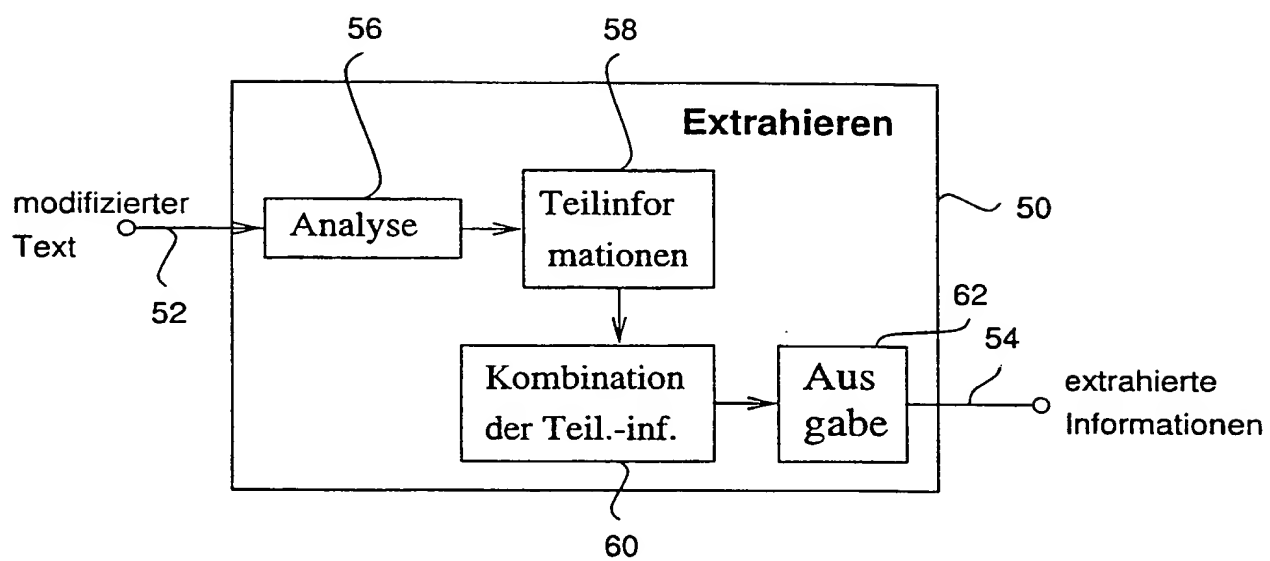 56
58
Extrahieren
modifizierter
Text
52
Analyse
Teilinfor
mationen
50
62
54
Kombination
der Teil.-inf.
Aus
gabe
extrahierte
Informationen
60